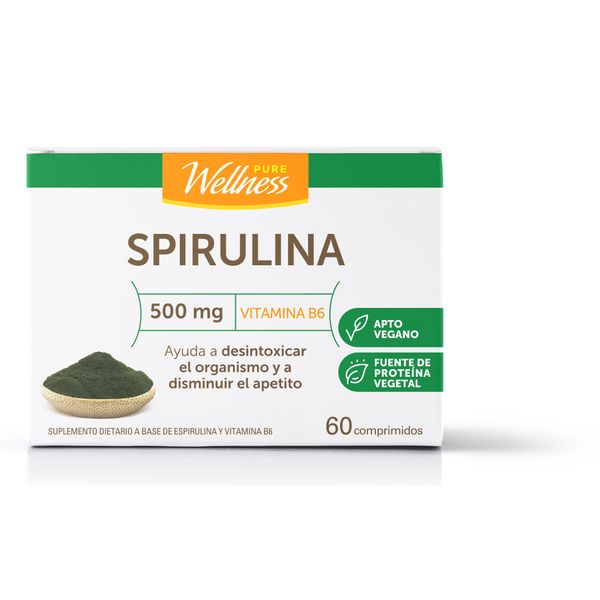 PURE
Wellness
SPIRULINA
500 mg
VITAMINA B6
Ayuda a desintoxicar
el organismo y a
disminuir el apetito
APTO
VEGANO
FUENTE DE
PROTEÍNA
VEGETAL
SUPLEMENTO DIETARIO A BASE DE ESPIRULINA Y VITAMINA B6
60 comprimidos